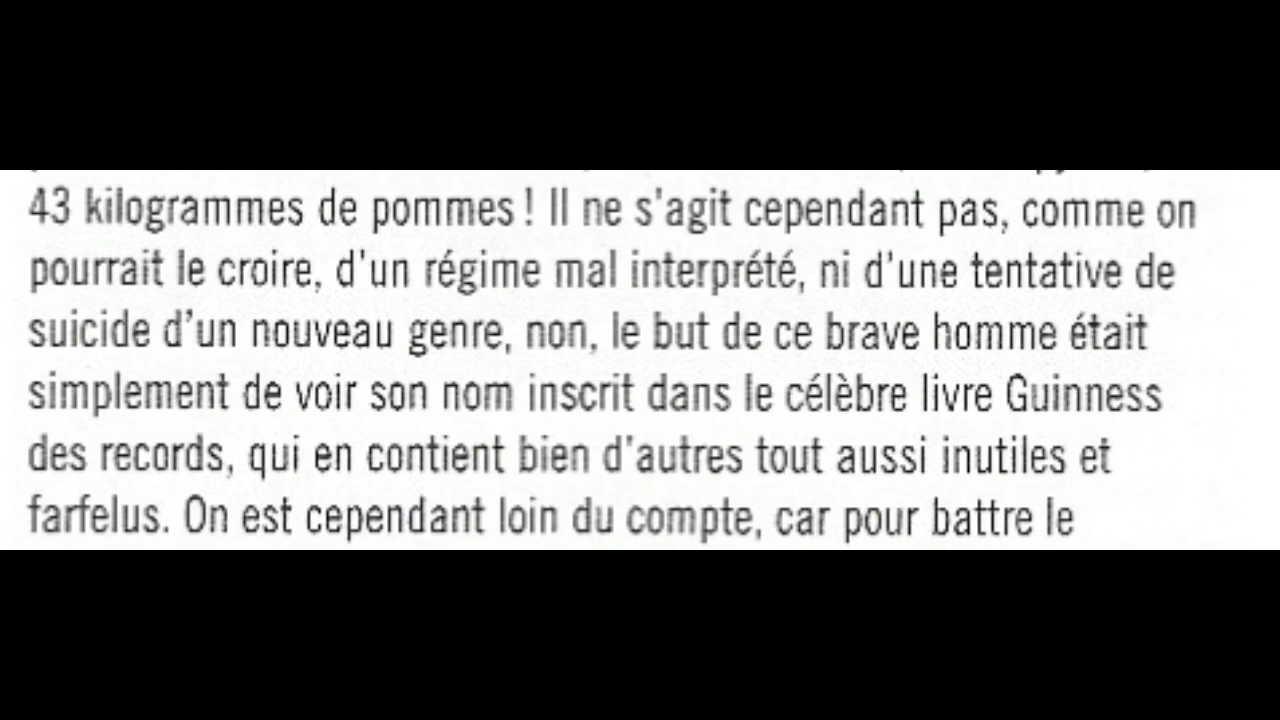 43 kilogrammes de pommes ! Il ne s'agit cependant pas, comme on
pourrait le croire, d'un régime mal interprété, ni d'une tentative de
suicide d'un nouveau genre, non, le but de ce brave homme était
simplement de voir son nom inscrit dans le célèbre livre Guinness
des records, qui en contient bien d'autres tout aussi inutiles et
farfelus. On est cependant loin du compte, car pour battre le